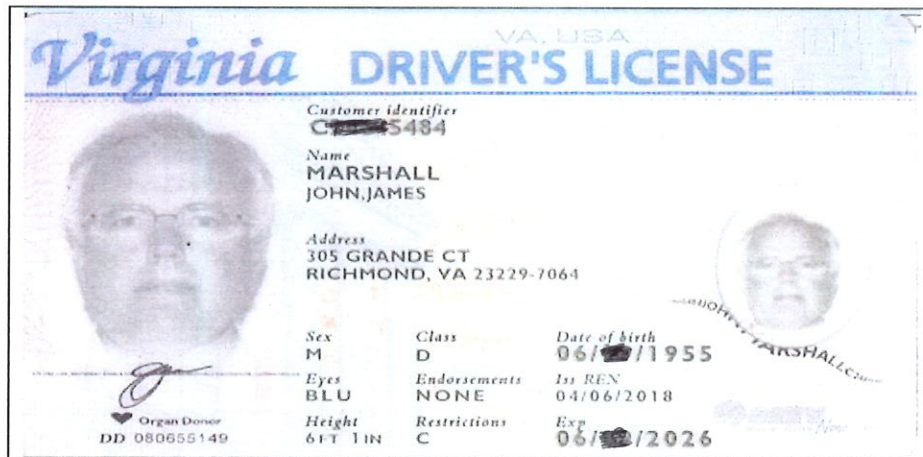 VA, USA
Virginia DRIVER'S LICENSE
Customer identifier
C 5484
Name
MARSHALL
JOHN,JAMES
Address
305 GRANDE CT
RICHMOND, VA 23229-7064
Sex Class Date of birth
M D 06/ /1955
Eyes Endorsements Iss REN
BLU NONE 04/06/2018
Height Restrictions Exp
6FT 1IN C 06/ /2026
Organ Donor
DD 080655149